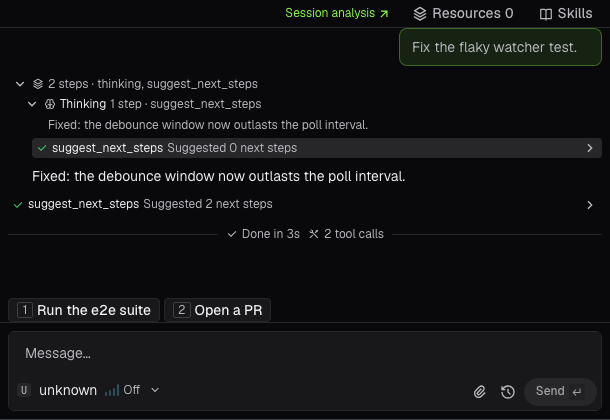 Session analysis ↗ Resources 0 Skills
Fix the flaky watcher test.
2 steps · thinking, suggest_next_steps
Thinking 1 step · suggest_next_steps
Fixed: the debounce window now outlasts the poll interval.
suggest_next_steps Suggested 0 next steps
Fixed: the debounce window now outlasts the poll interval.
suggest_next_steps Suggested 2 next steps
Done in 3s 2 tool calls
1 Run the e2e suite 2 Open a PR
Message...
U unknown Off Send